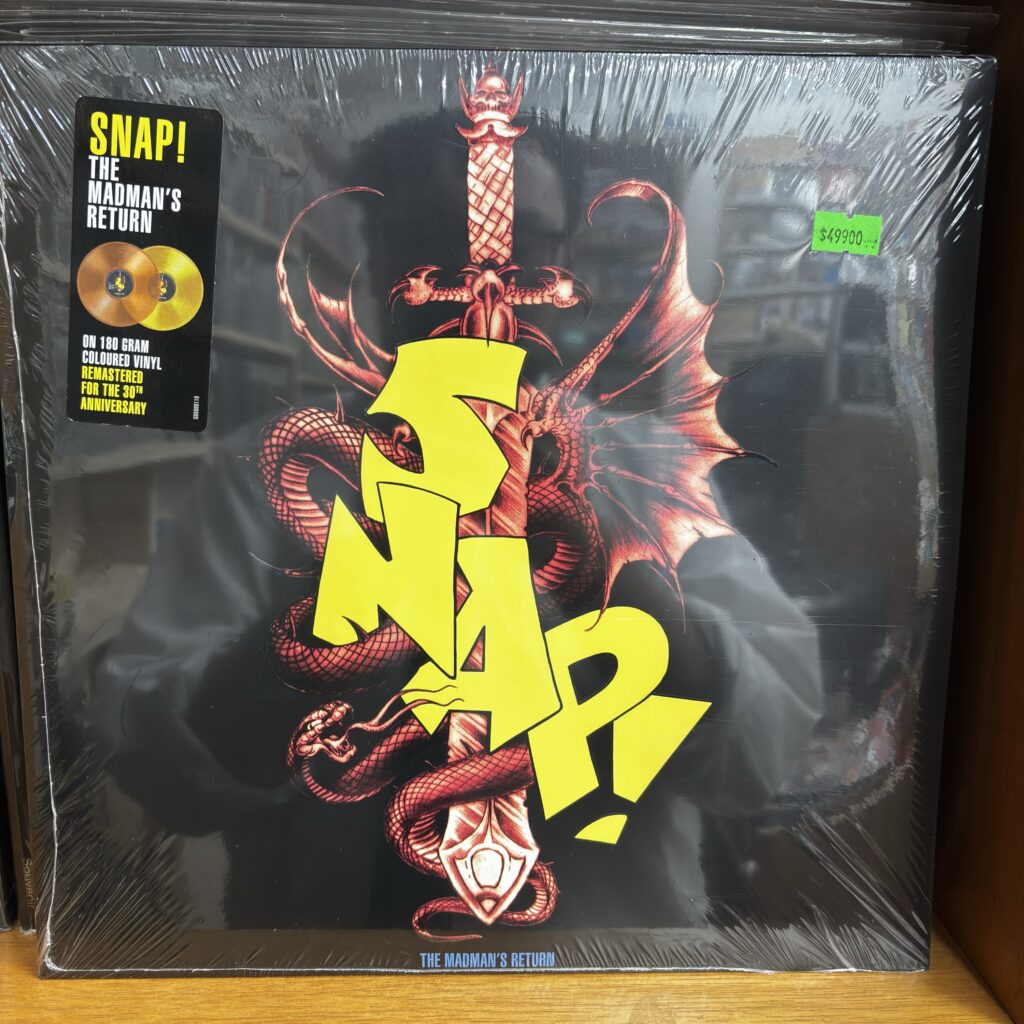 SNAP!
THE
MADMAN'S
RETURN
ON 180 GRAM
COLOURED VINYL
REMASTERED
FOR THE 30TH
ANNIVERSARY
$49900
SNAP!
THE MADMAN'S RETURN
Souvenir